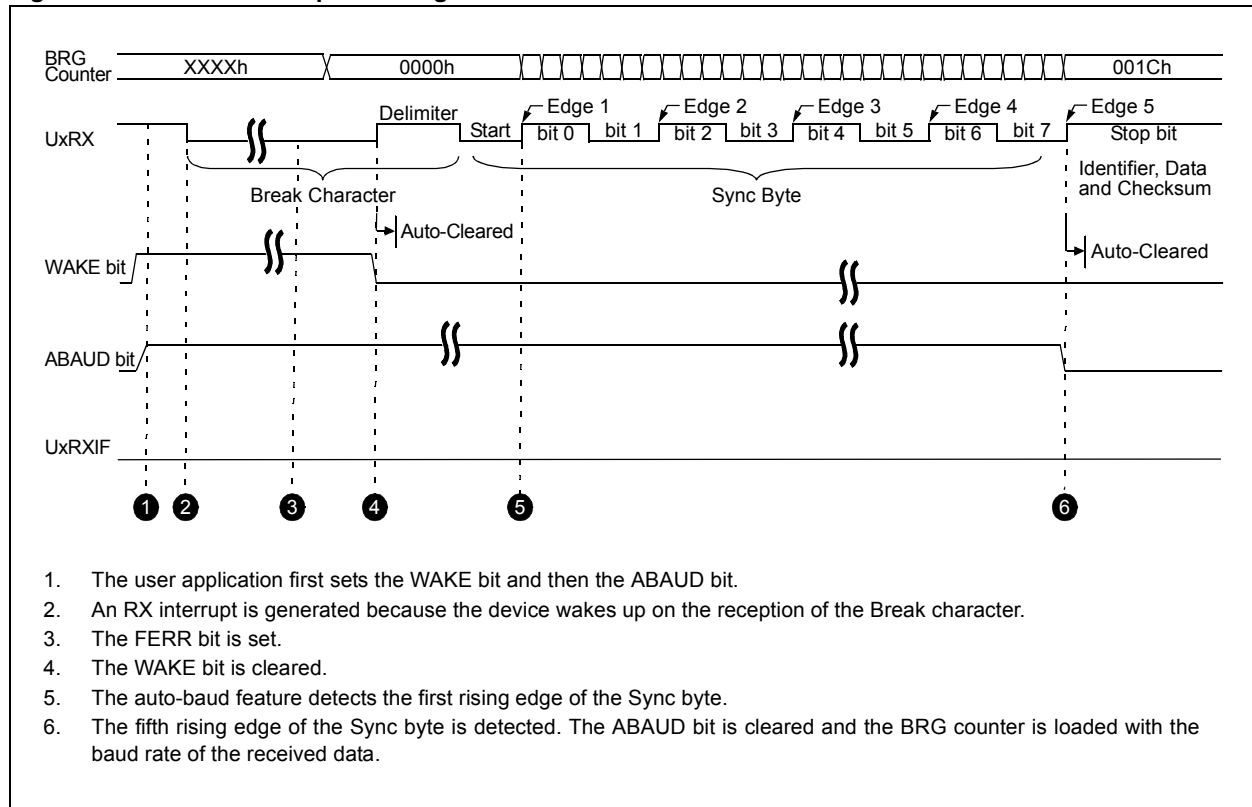 BRG
Counter
XXXXh
0000h
001Ch
UxRX
Delimiter
Start
Edge 1
bit 0
bit 1
Edge 2
bit 2
bit 3
Edge 3
bit 4
bit 5
Edge 4
bit 6
bit 7
Edge 5
Stop bit
Break Character
Sync Byte
Identifier, Data
and Checksum
Auto-Cleared
Auto-Cleared
WAKE bit
ABAUD bit
UxRXIF
1 2 3 4 5 6
1. The user application first sets the WAKE bit and then the ABAUD bit.
2. An RX interrupt is generated because the device wakes up on the reception of the Break character.
3. The FERR bit is set.
4. The WAKE bit is cleared.
5. The auto-baud feature detects the first rising edge of the Sync byte.
6. The fifth rising edge of the Sync byte is detected. The ABAUD bit is cleared and the BRG counter is loaded with the
baud rate of the received data.